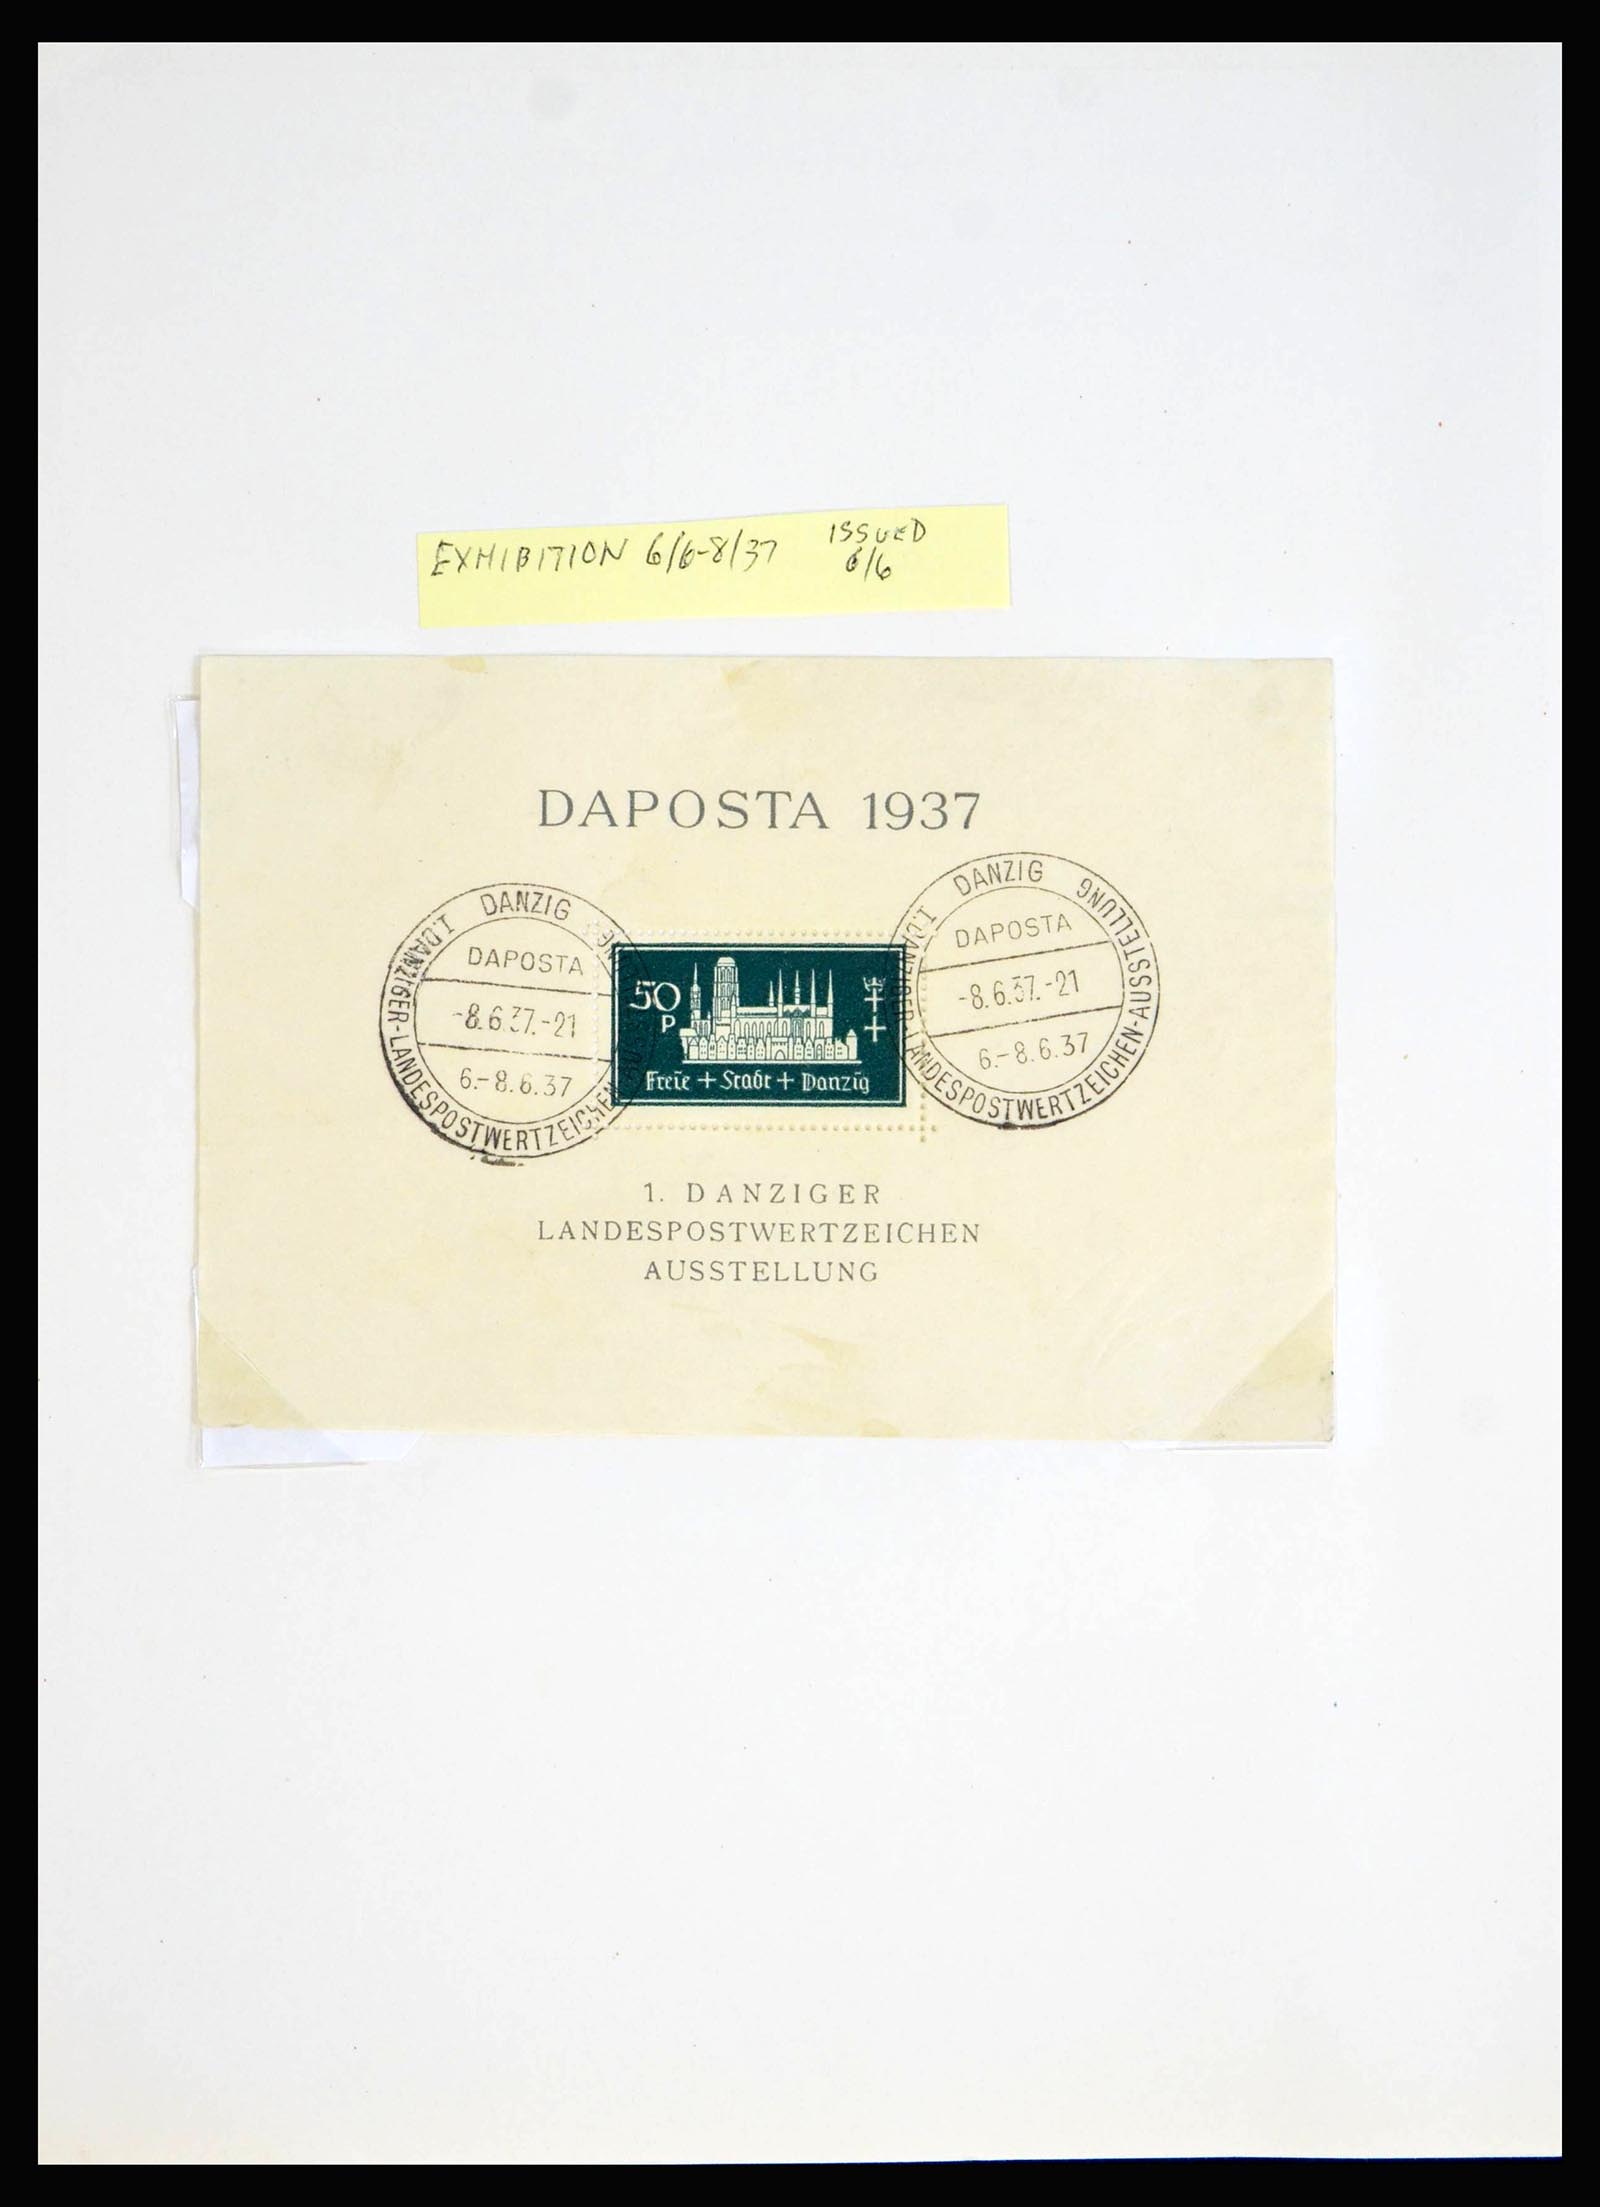 EXHIBITION 6/6-8/37 ISSUED
6/6
DAPOSTA 1937
DANZIG
I. DANZIGER-LANDESPOSTWERTZEICHEN-
DAPOSTA
-8.6.37.-21
6.-8.6.37
DANZIG
I. DANZIGER-LANDESPOSTWERTZEICHEN-AUSSTELLUNG
DAPOSTA
-8.6.37.-21
6.-8.6.37
50
P
Freie + Stadt + Danzig
1. DANZIGER
LANDESPOSTWERTZEICHEN
AUSSTELLUNG